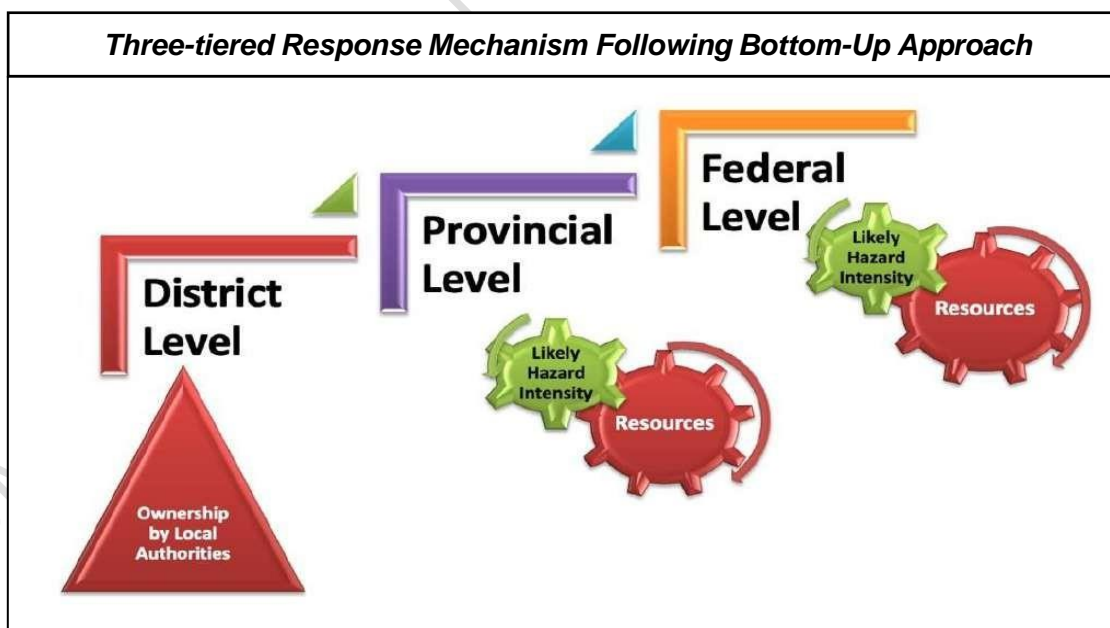 Three-tiered Response Mechanism Following Bottom-Up Approach
District
Level
Ownership
by Local
Authorities
Provincial
Level
Likely
Hazard
Intensity
Resources
Federal
Level
Likely
Hazard
Intensity
Resources